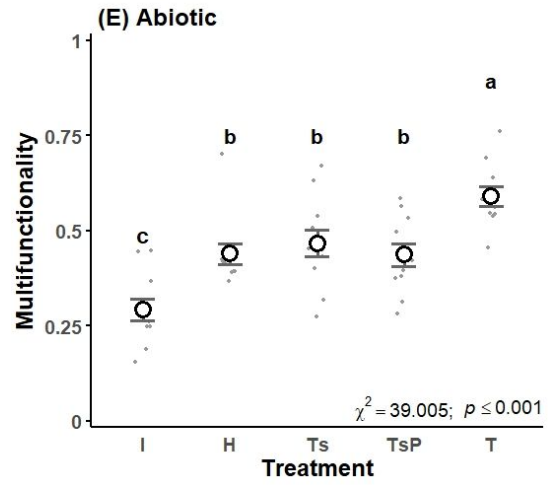 (E) Abiotic
1
a
0.75
b b b
Multifunctionality
0.5
c
0.25
0
χ² = 39.005; p ≤ 0.001
I H Ts TsP T
Treatment